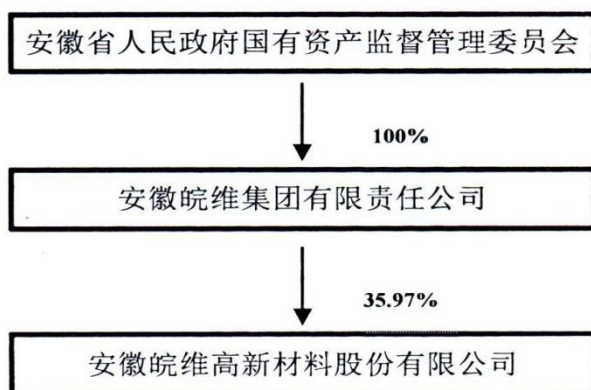 安徽省人民政府国有资产监督管理委员会
100%
安徽皖维集团有限责任公司
35.97%
安徽皖维高新材料股份有限公司